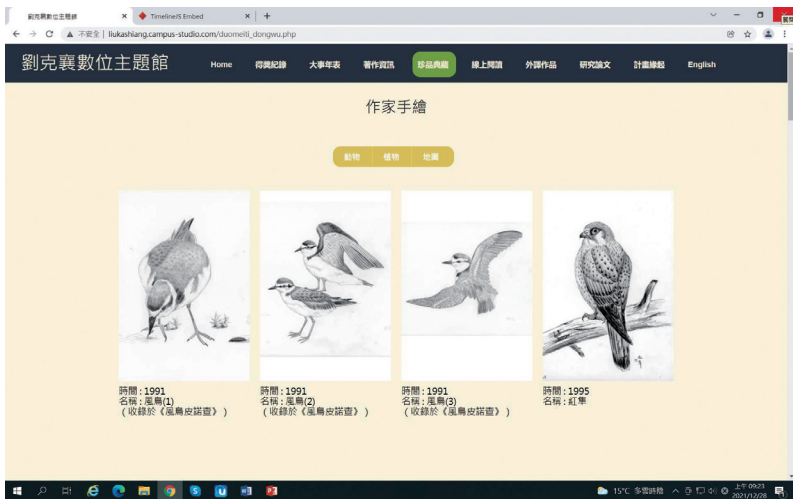 劉克襄數位主題館
TimelineJS Embed
不安全 | liukashiang.campus-studio.com/duomeiti_dongwu.php
劉克襄數位主題館 Home 得獎紀錄 大事年表 著作資訊 珍品典藏 線上閱讀 外譯作品 研究論文 計畫緣起 English
作家手繪
動物 植物 地圖
時間 : 1991
名稱 : 風鳥(1)
( 收錄於《風鳥皮諾查》 )
時間 : 1991
名稱 : 風鳥(2)
( 收錄於《風鳥皮諾查》 )
時間 : 1991
名稱 : 風鳥(3)
( 收錄於《風鳥皮諾查》 )
時間 : 1995
名稱 : 紅隼
15°C 多雲時陰
上午 09:23
2021/12/28